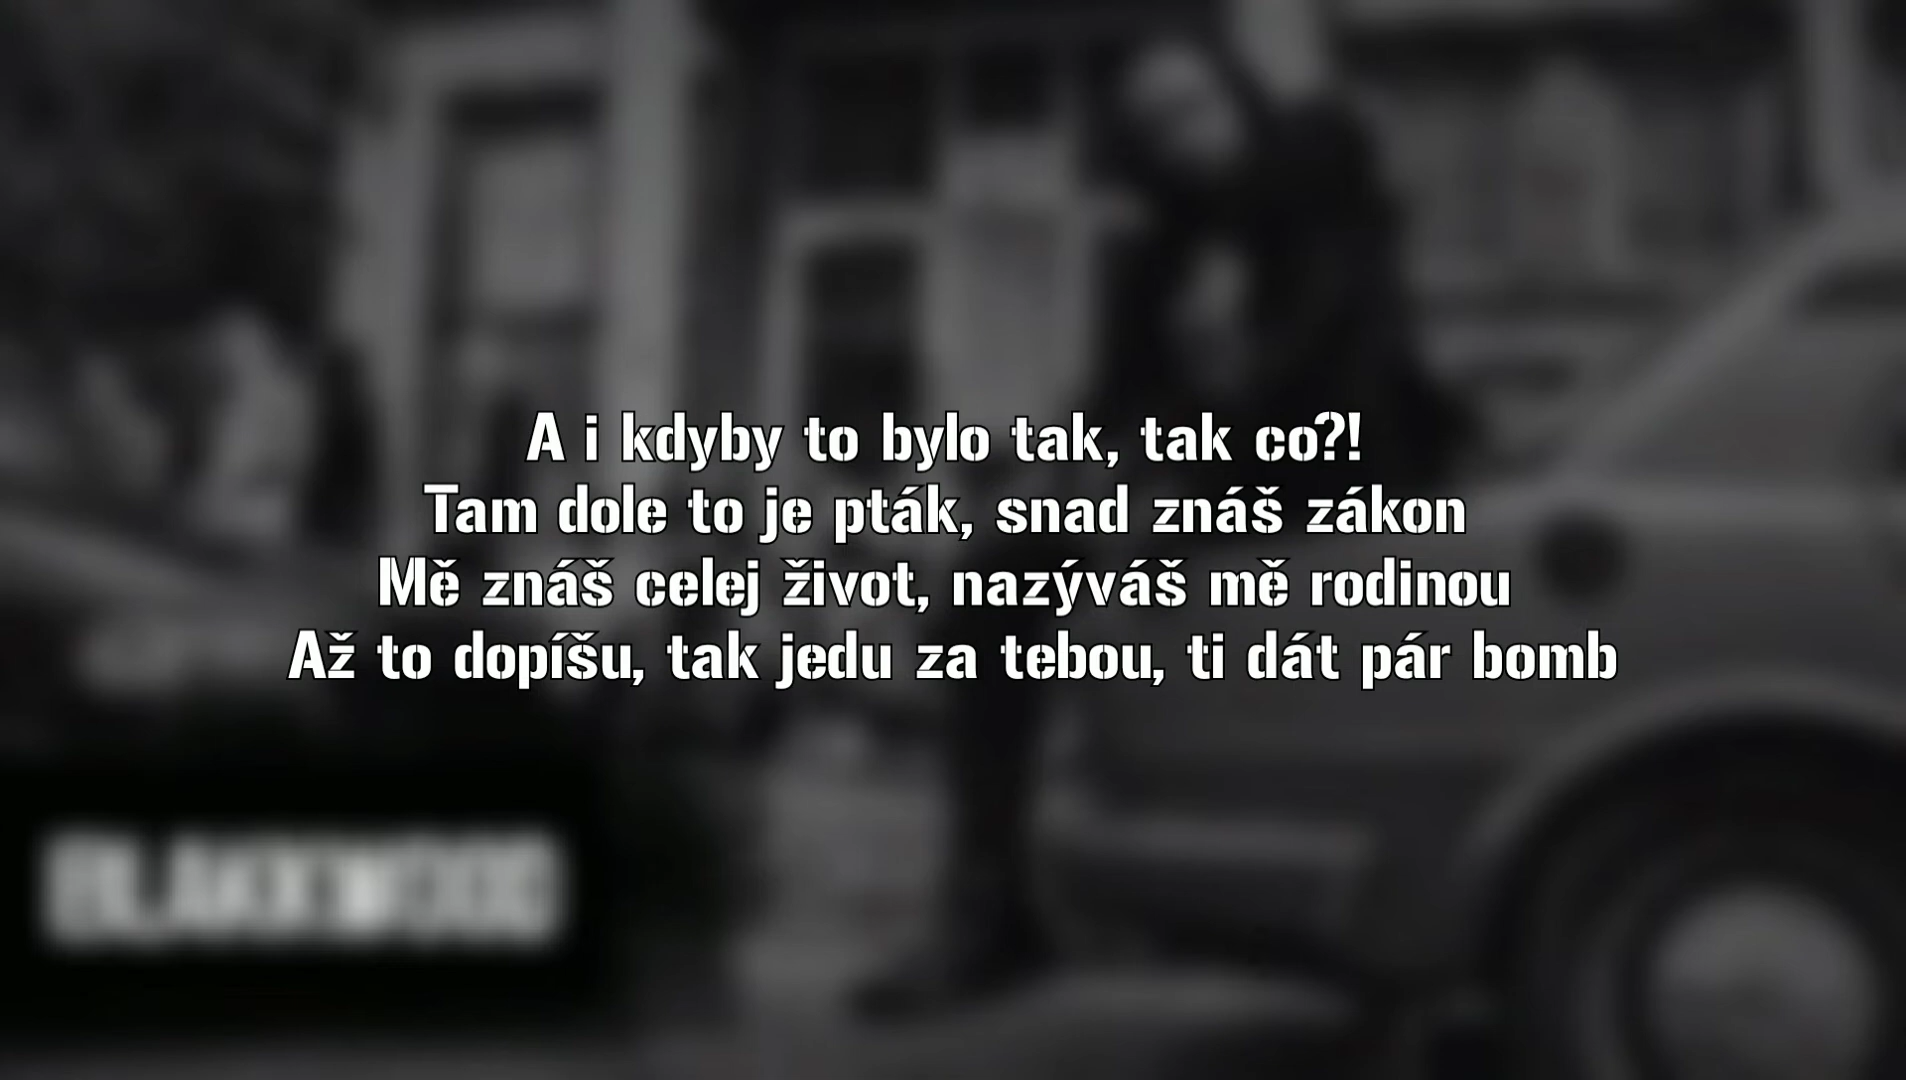 A i kdyby to bylo tak, tak co?!
Tam dole to je pták, snad znáš zákon
Mě znáš celej život, nazýváš mě rodinou
Až to dopíšu, tak jedu za tebou, ti dát pár bomb
BLAKKWOOD